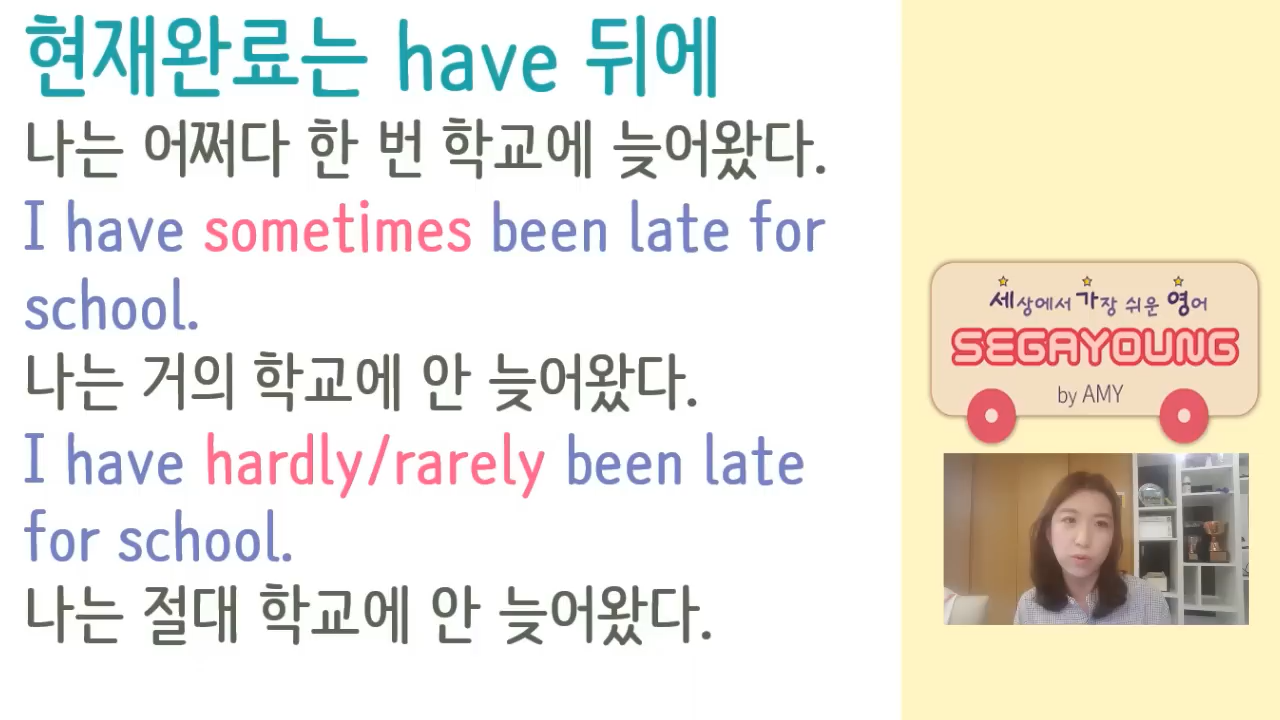 현재완료는 have 뒤에
나는 어쩌다 한 번 학교에 늦어왔다.
I have sometimes been late for
school.
나는 거의 학교에 안 늦어왔다.
I have hardly/rarely been late
for school.
나는 절대 학교에 안 늦어왔다.
세상에서 가장 쉬운 영어
SEGAYOUNG
by AMY